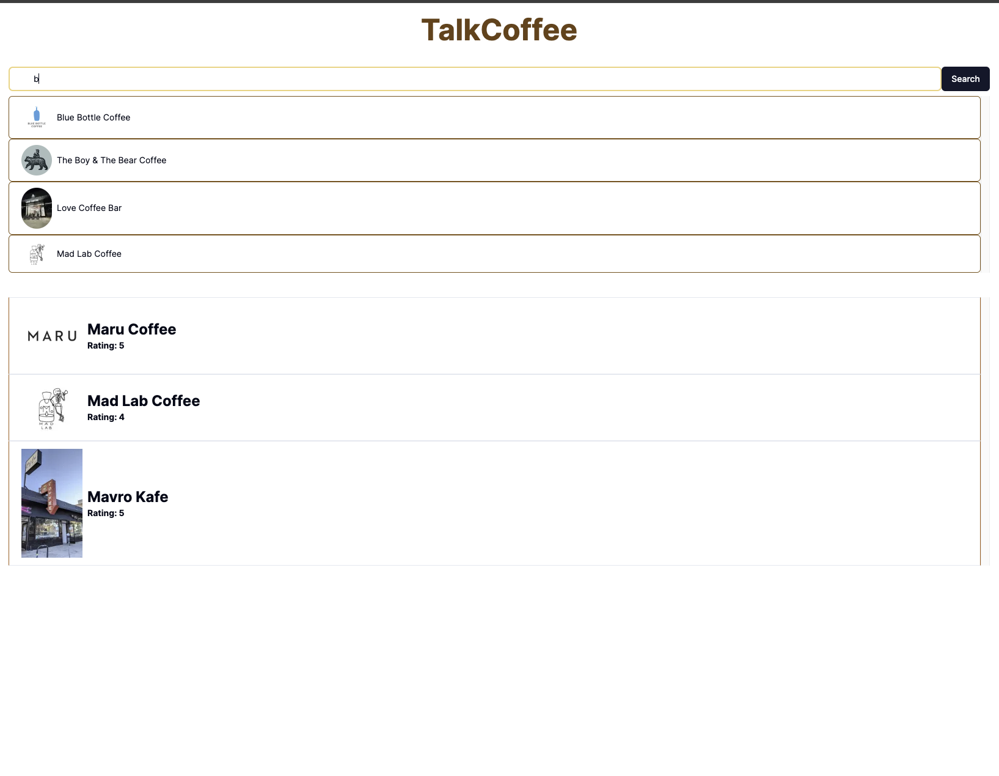 TalkCoffee
b
Search
BLUE BOTTLE
COFFEE
Blue Bottle Coffee
The Boy & The Bear Coffee
Love Coffee Bar
Mad Lab Coffee
MARU
Maru Coffee
Rating: 5
MAD
LAB
Mad Lab Coffee
Rating: 4
COFFEE
Mavro Kafe
Rating: 5